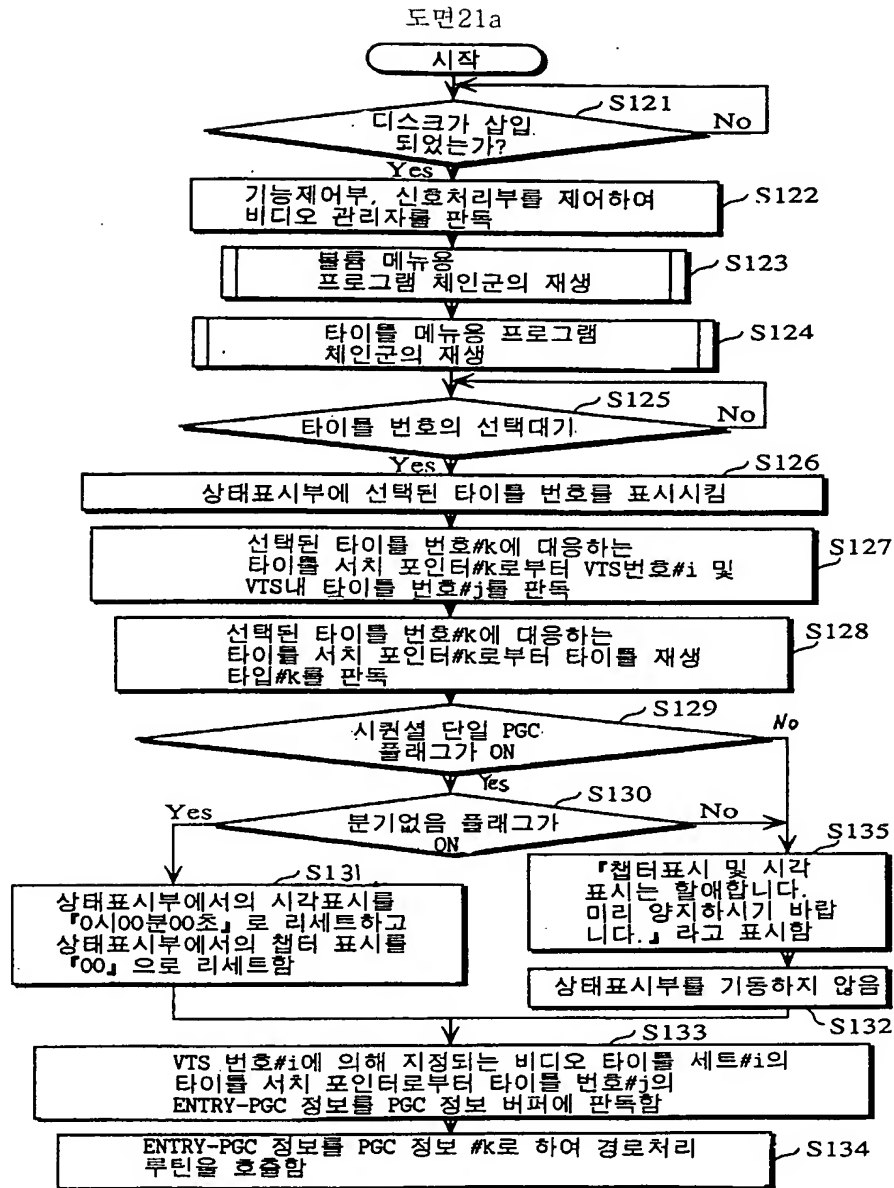 도면21a
시작
S121
디스크가 삽입
되었는가?
No
Yes
기능제어부, 신호처리부를 제어하여
비디오 관리자를 판독
S122
볼륨 메뉴용
프로그램 체인군의 재생
S123
타이틀 메뉴용 프로그램
체인군의 재생
S124
S125
타이틀 번호의 선택대기
No
Yes
S126
상태표시부에 선택된 타이틀 번호를 표시시킴
선택된 타이틀 번호#k에 대응하는
타이틀 서치 포인터#k로부터 VTS번호#i 및
VTS내 타이틀 번호#j를 판독
S127
선택된 타이틀 번호#k에 대응하는
타이틀 서치 포인터#k로부터 타이틀 재생
타입#k를 판독
S128
S129
시퀀셜 단일 PGC
플래그가 ON
No
Yes
S130
분기없음 플래그가
ON
Yes
No
S131
상태표시부에서의 시각표시를
『0시00분00초』로 리세트하고
상태표시부에서의 챕터 표시를
『00』으로 리세트함
S135
『챕터표시 및 시각
표시는 할애합니다.
미리 양지하시기 바랍
니다.』라고 표시함
상태표시부를 기동하지 않음
S132
S133
VTS 번호#i에 의해 지정되는 비디오 타이틀 세트#i의
타이틀 서치 포인터로부터 타이틀 번호#j의
ENTRY-PGC 정보를 PGC 정보 버퍼에 판독함
ENTRY-PGC 정보를 PGC 정보 #k로 하여 경로처리
루틴을 호출함
S134